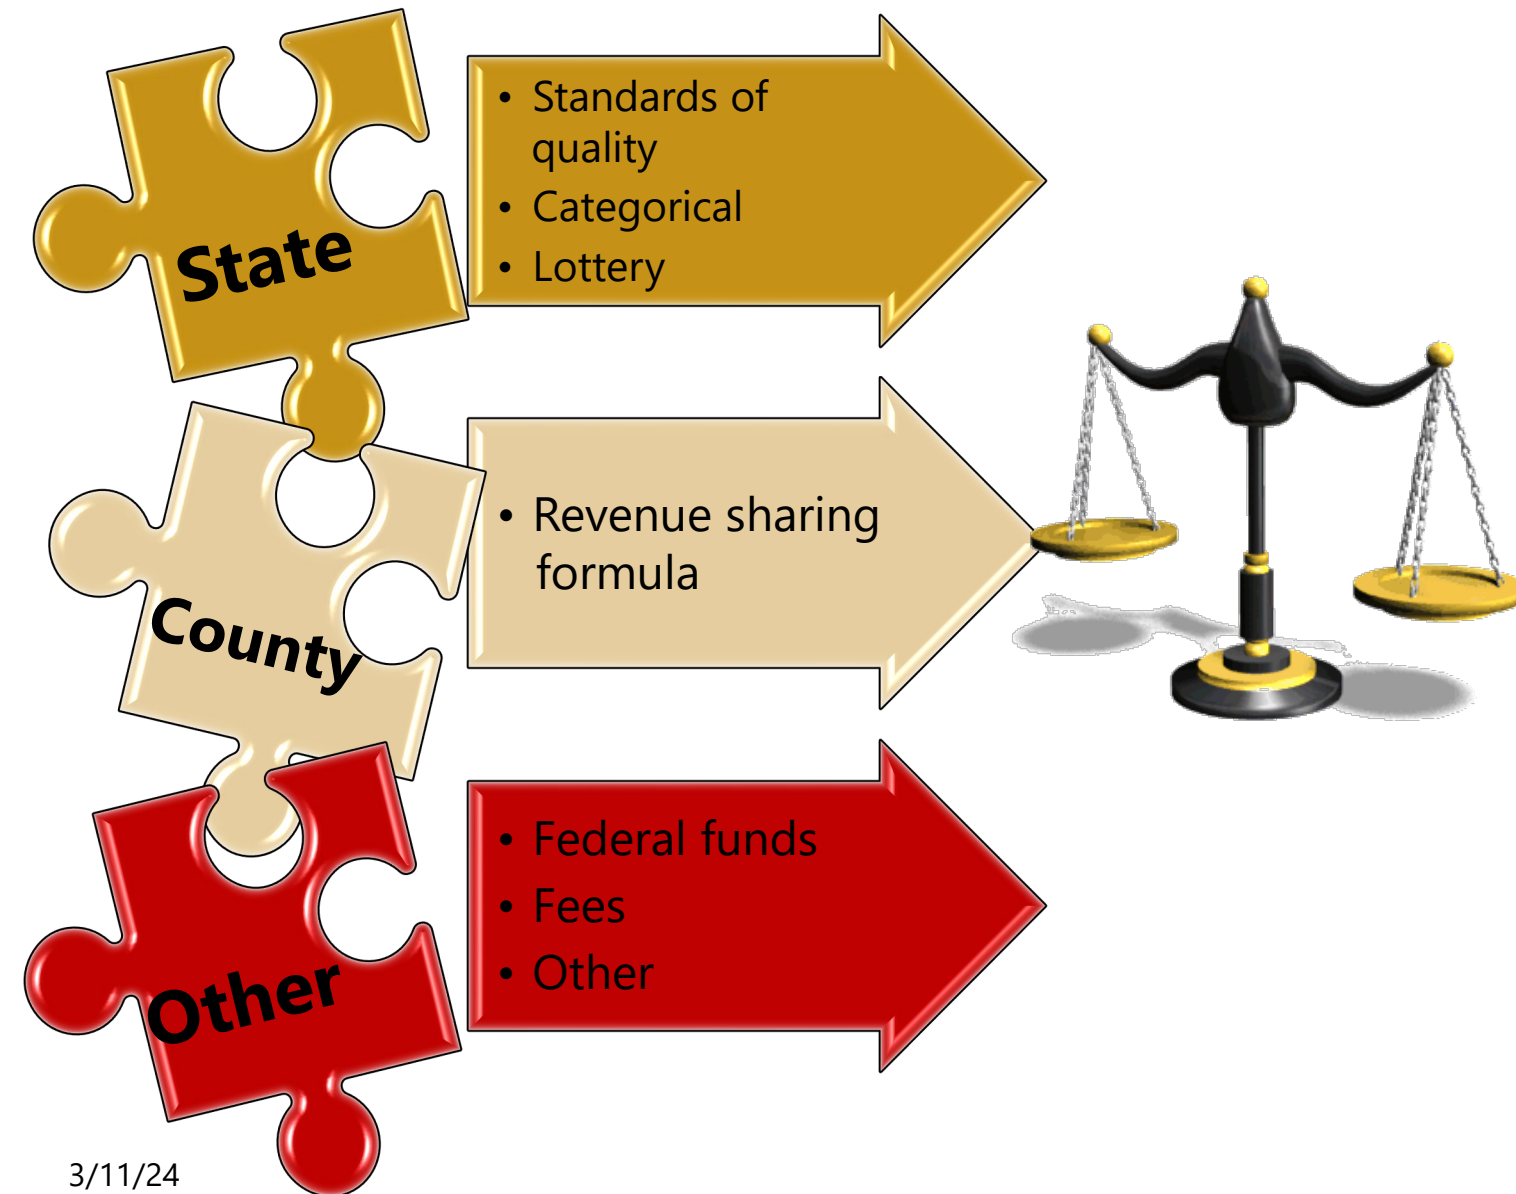 State
• Standards of
quality
• Categorical
• Lottery
County
• Revenue sharing
formula
Other
• Federal funds
• Fees
• Other
3/11/24